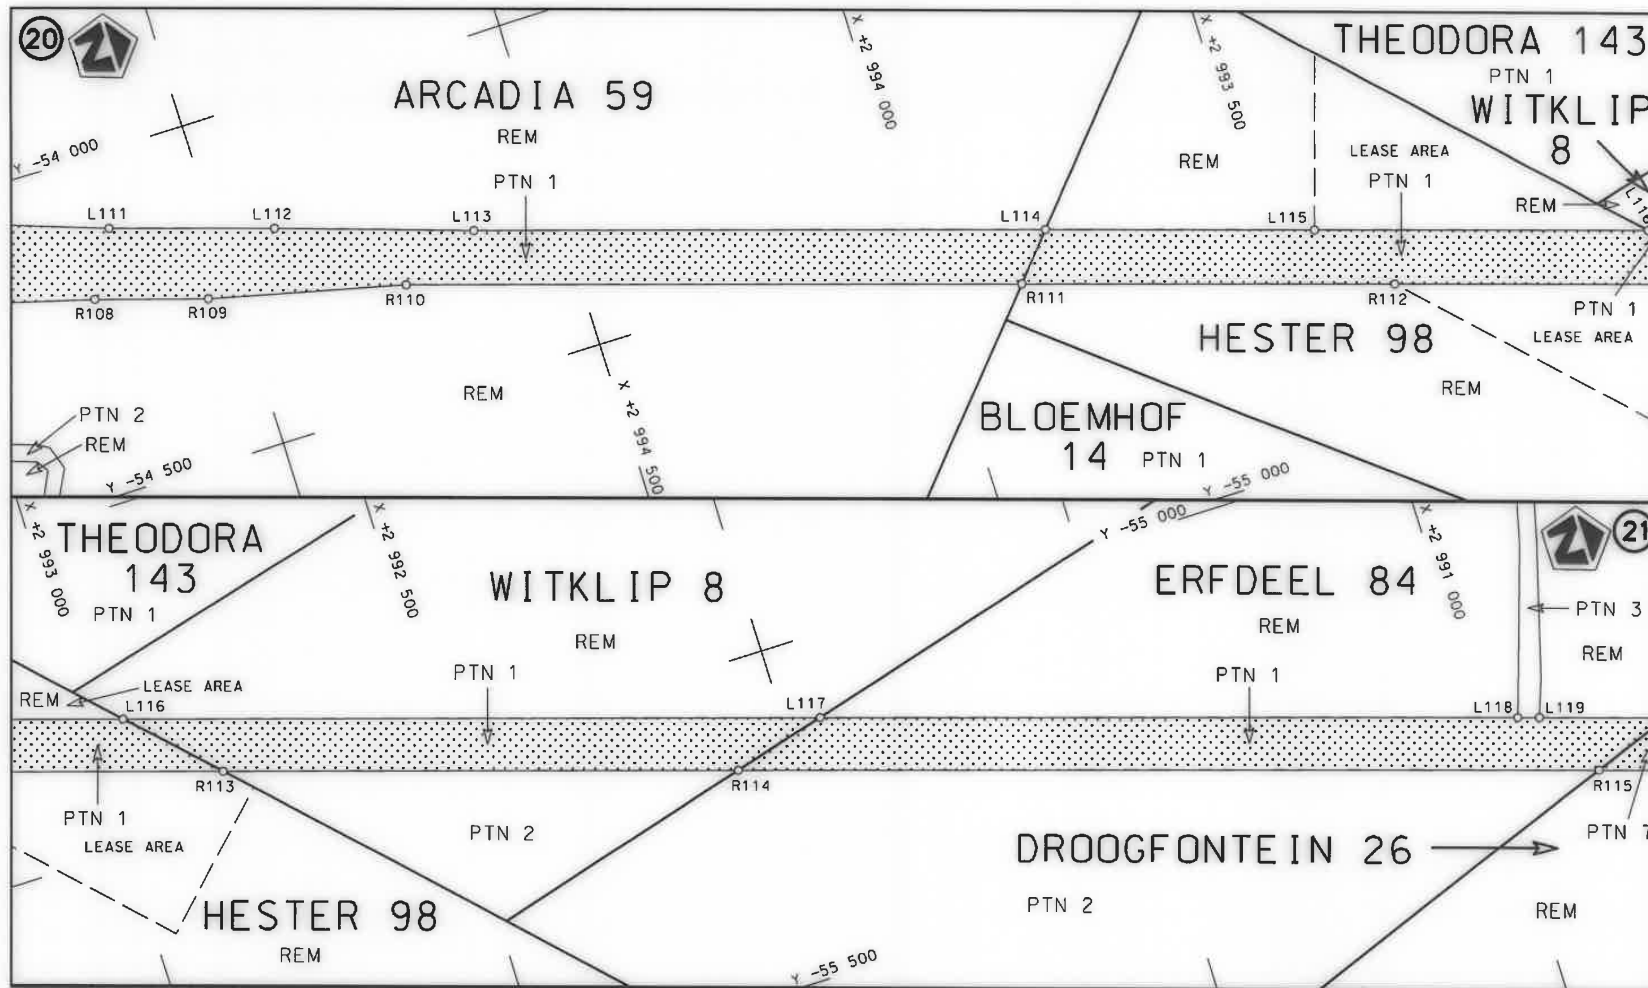 20
ARCADIA 59
REM
PTN 1
Y -54 000
X +2 994 000
X +2 993 500
THEODORA 143
PTN 1
WITKLIP
8
REM
LEASE AREA
PTN 1
REM
L111
L112
L113
L114
L115
L116
R108
R109
R110
R111
R112
PTN 1
LEASE AREA
HESTER 98
REM
REM
X +2 994 500
BLOEMHOF
14 PTN 1
PTN 2
REM
Y -54 500
Y -55 000
X +2 993 000
THEODORA
143
PTN 1
X +2 992 500
WITKLIP 8
REM
PTN 1
Y -55 000
ERFDEEL 84
REM
PTN 1
X +2 991 000
21
PTN 3
REM
REM
LEASE AREA
L116
L117
L118
L119
R113
R114
R115
PTN 1
LEASE AREA
PTN 2
DROOGFONTEIN 26
PTN 7
HESTER 98
REM
PTN 2
REM
Y -55 500